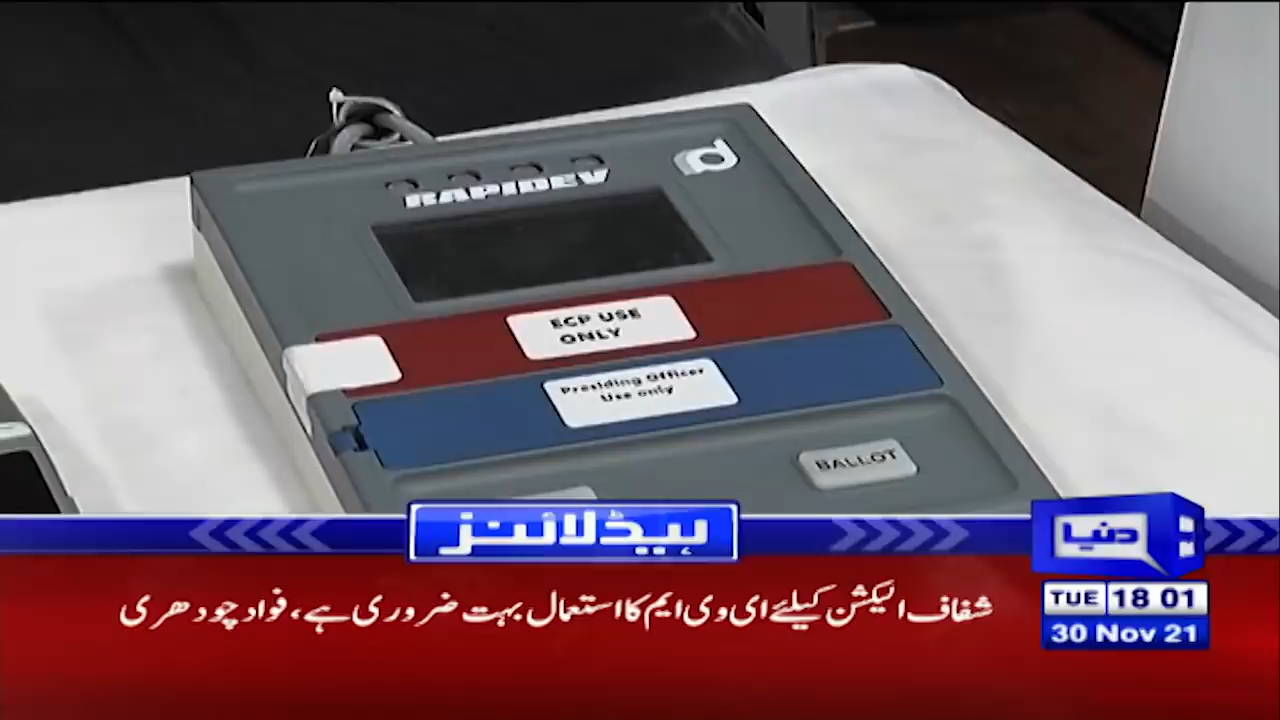 RAPIDEV
ECP USE
ONLY
Presiding Officer
Use only
BALLOT
ہیڈلائنز
دنیا
شفاف الیکشن کیلئے ای وی ایم کا استعمال بہت ضروری ہے، فواد چودھری
TUE 18 01
30 Nov 21